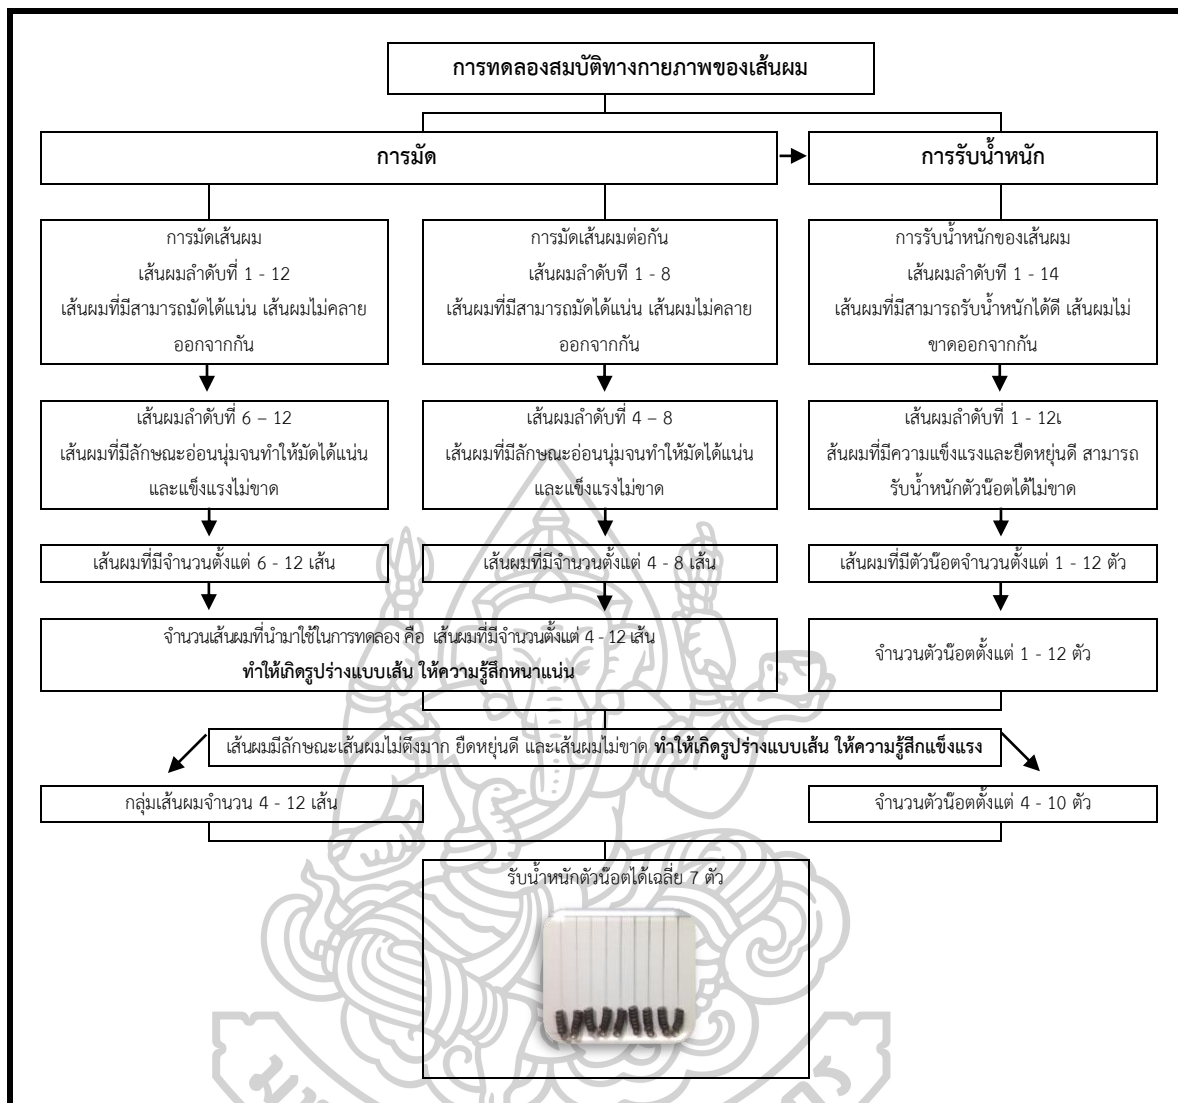 การทดลองสมบัติทางกายภาพของเส้นผม
การมัด
การรับน้ำหนัก
การมัดเส้นผม
เส้นผมลำดับที่ 1 - 12
เส้นผมที่มีสามารถมัดได้แน่น เส้นผมไม่คลาย
ออกจากกัน
การมัดเส้นผมต่อกัน
เส้นผมลำดับที 1 - 8
เส้นผมที่มีสามารถมัดได้แน่น เส้นผมไม่คลาย
ออกจากกัน
การรับน้ำหนักของเส้นผม
เส้นผมลำดับที 1 - 14
เส้นผมที่มีสามารถรับน้ำหนักได้ดี เส้นผมไม่
ขาดออกจากกัน
เส้นผมลำดับที่ 6 – 12
เส้นผมที่มีลักษณะอ่อนนุ่มจนทำให้มัดได้แน่น
และแข็งแรงไม่ขาด
เส้นผมลำดับที่ 4 – 8
เส้นผมที่มีลักษณะอ่อนนุ่มจนทำให้มัดได้แน่น
และแข็งแรงไม่ขาด
เส้นผมลำดับที่ 1 - 12เ
ส้นผมที่มีความแข็งแรงและยืดหยุ่นดี สามารถ
รับน้ำหนักตัวน๊อตได้ไม่ขาด
เส้นผมที่มีจำนวนตั้งแต่ 6 - 12 เส้น
เส้นผมที่มีจำนวนตั้งแต่ 4 - 8 เส้น
เส้นผมที่มีตัวน๊อตจำนวนตั้งแต่ 1 - 12 ตัว
จำนวนเส้นผมที่นำมาใช้ในการทดลอง คือ เส้นผมที่มีจำนวนตั้งแต่ 4 - 12 เส้น
ทำให้เกิดรูปร่างแบบเส้น ให้ความรู้สึกหนาแน่น
จำนวนตัวน๊อตตั้งแต่ 1 - 12 ตัว
เส้นผมมีลักษณะเส้นผมไม่ตึงมาก ยืดหยุ่นดี และเส้นผมไม่ขาด ทำให้เกิดรูปร่างแบบเส้น ให้ความรู้สึกแข็งแรง
กลุ่มเส้นผมจำนวน 4 - 12 เส้น
จำนวนตัวน๊อตตั้งแต่ 4 - 10 ตัว
รับน้ำหนักตัวน๊อตได้เฉลี่ย 7 ตัว